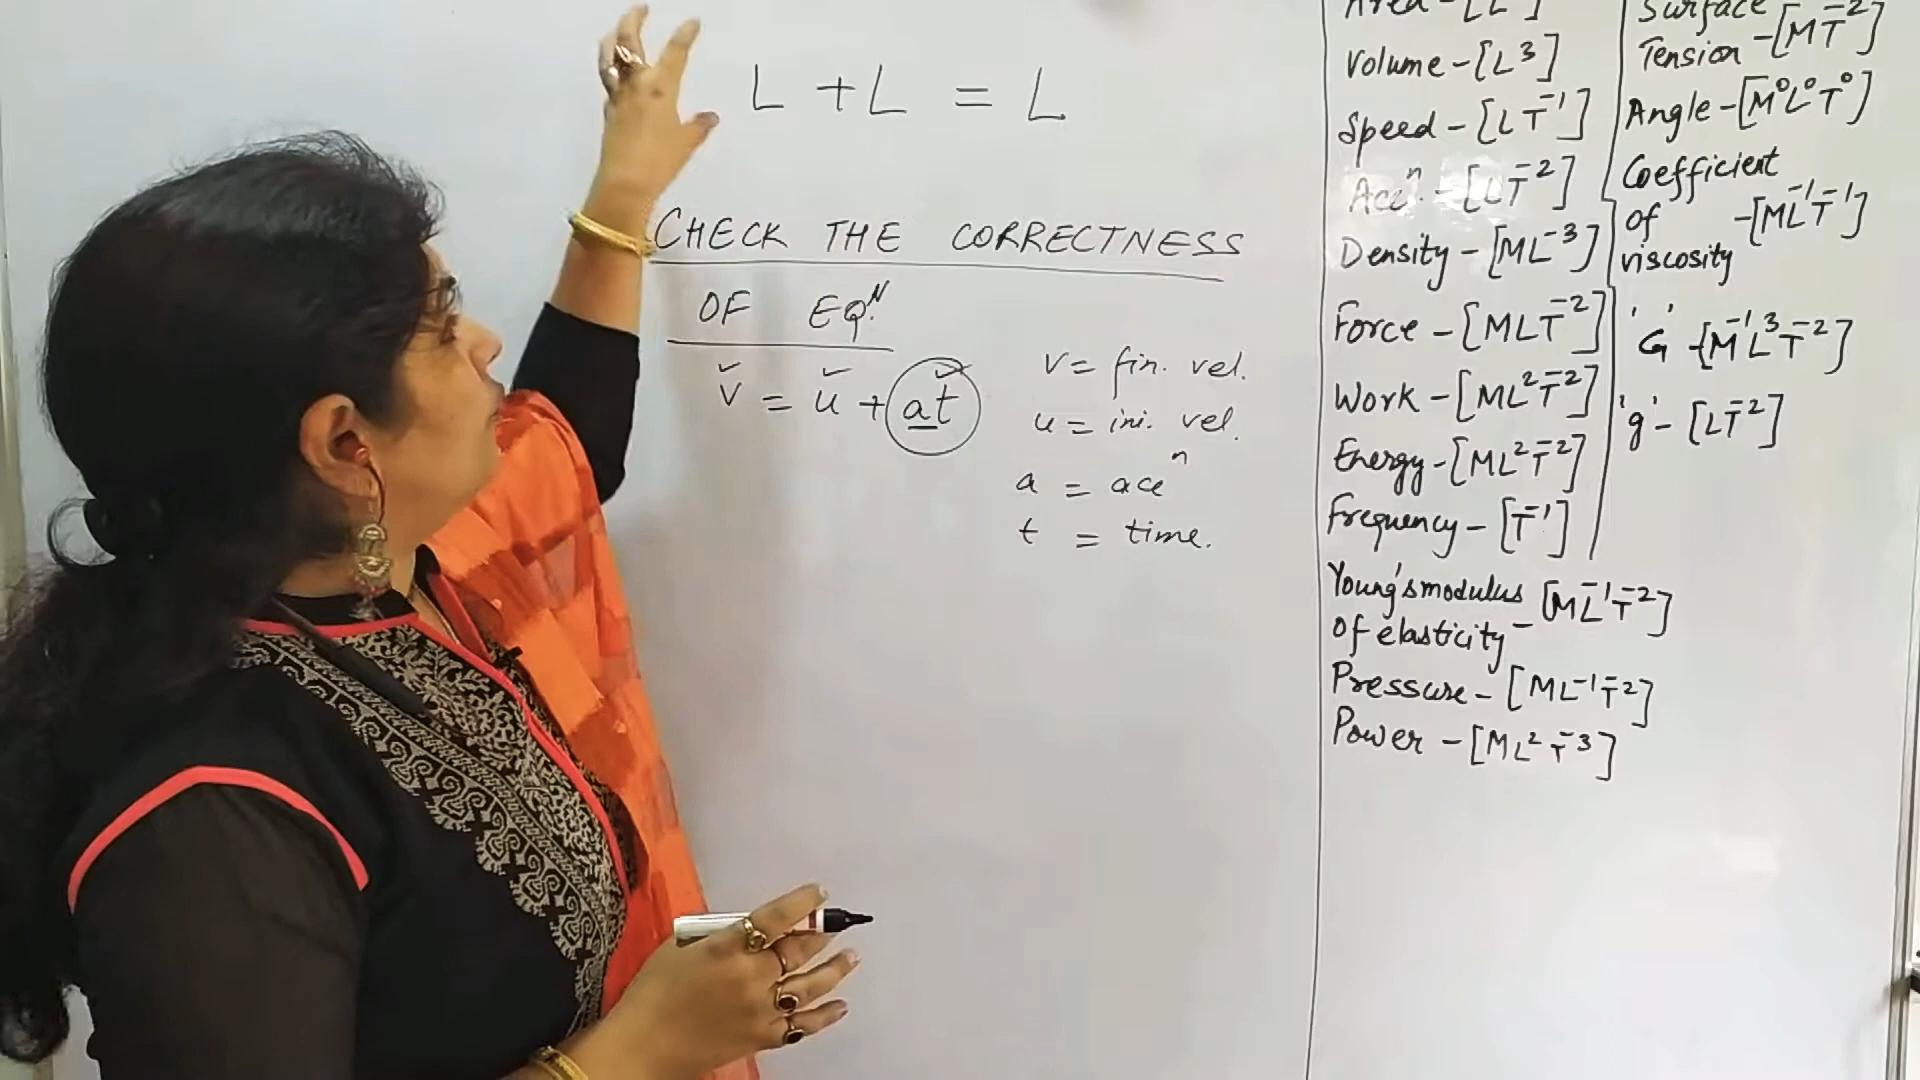 L + L = L
CHECK THE CORRECTNESS
OF EQN.
v = u + at
v = fin. vel.
u = ini. vel.
a = acen
t = time.
Area - [L2]
Volume - [L3]
Speed - [LT-1]
Accn. - [LT-2]
Density - [ML-3]
Force - [MLT-2]
Work - [ML2T-2]
Energy - [ML2T-2]
Frequency - [T-1]
Young's modulus
of elasticity - [ML-1T-2]
Pressure - [ML-1T-2]
Power - [ML2T-3]
Surface
Tension - [MT-2]
Angle - [M0L0T0]
Coefficient
of
viscosity - [ML-1T-1]
'G' - [M-1L3T-2]
'g' - [LT-2]